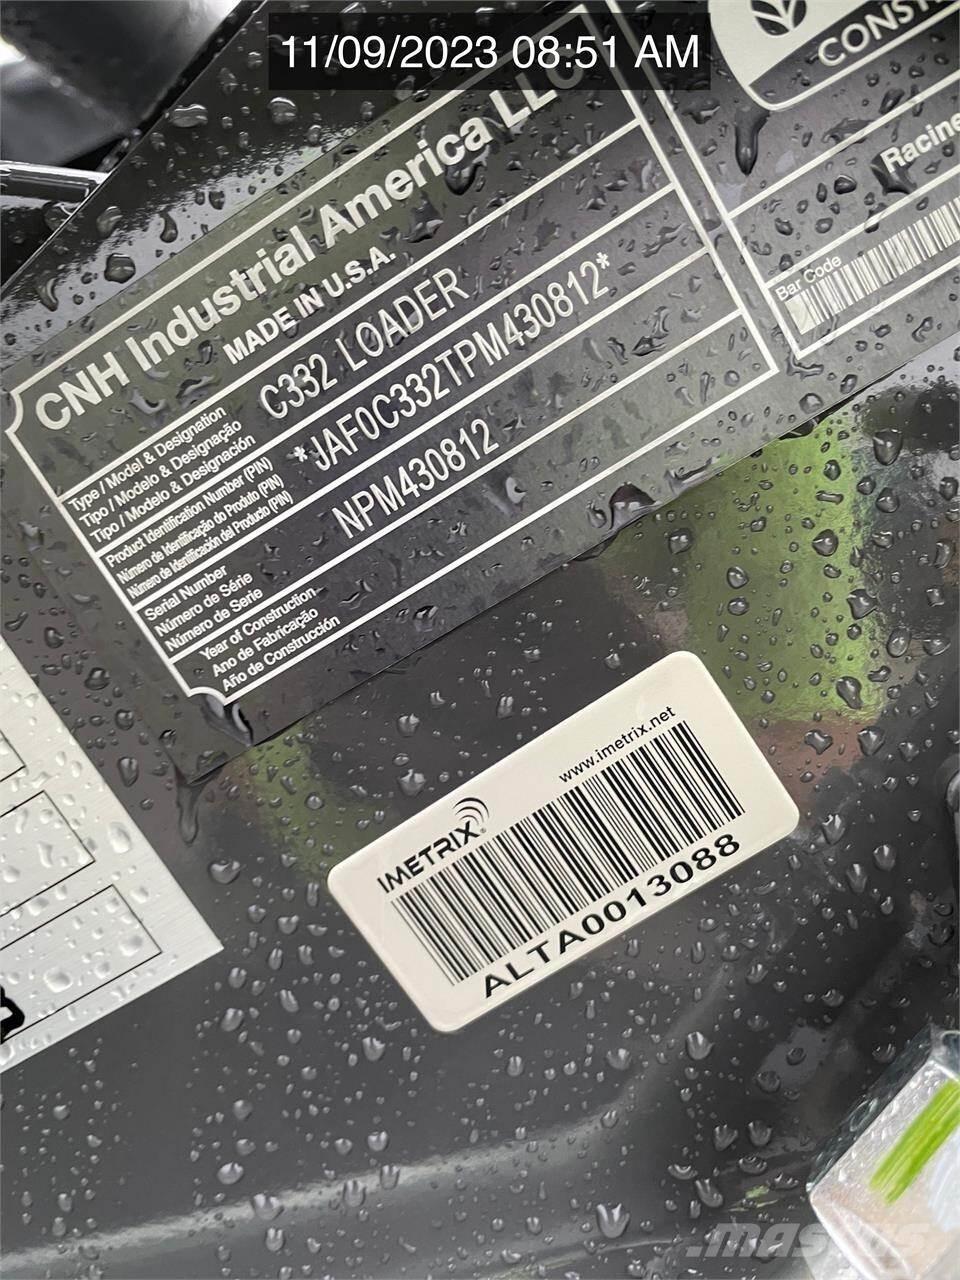 11/09/2023 08:51 AM
CNH Industrial America LLC
MADE IN U.S.A.
Type / Model & Designation
Tipo / Modelo & Designação
Tipo / Modelo & Designación
C332 LOADER
Product Identification Number (PIN)
Número de Identificação do Produto (PIN)
Número de Identificación del Producto (PIN)
*JAF0C332TPM430812*
Serial Number
Número de Série
Número de Serie
NPM430812
Year of Construction
Ano de Fabricação
Año de Construcción
Racine
Bar Code
www.imetrix.net
IMETRIX®
ALTA0013088